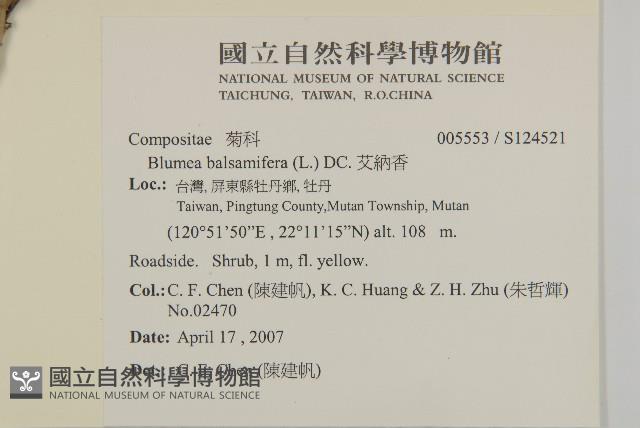 國立自然科學博物館
NATIONAL MUSEUM OF NATURAL SCIENCE
TAICHUNG, TAIWAN, R.O.CHINA
Compositae 菊科 005553 / S124521
Blumea balsamifera (L.) DC. 艾納香
Loc.: 台灣, 屏東縣牡丹鄉, 牡丹
Taiwan, Pingtung County,Mutan Township, Mutan
(120°51'50”E , 22°11'15”N) alt. 108 m.
Roadside. Shrub, 1 m, fl. yellow.
Col.: C. F. Chen (陳建帆), K. C. Huang & Z. H. Zhu (朱哲輝)
No.02470
Date: April 17 , 2007
Det.: C. F. Chen (陳建帆)
國立自然科學博物館
NATIONAL MUSEUM OF NATURAL SCIENCE